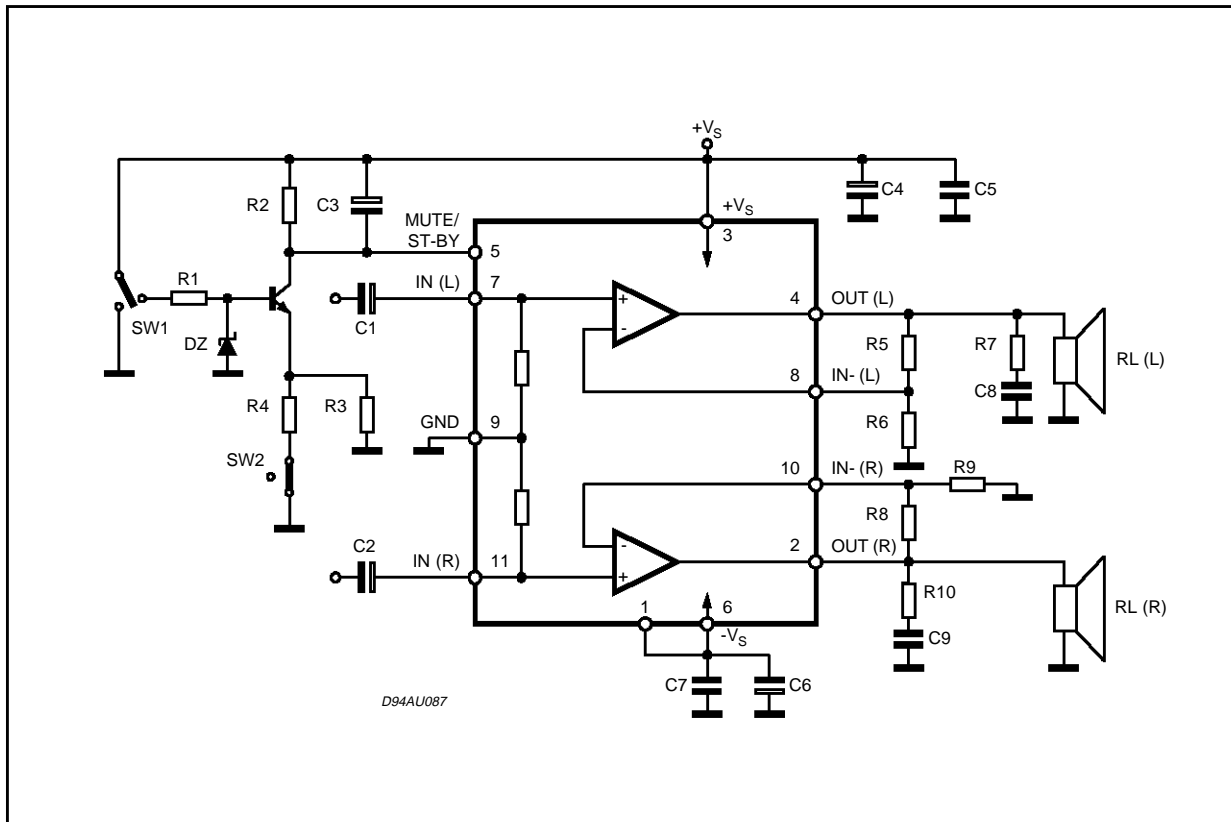 +VS
C4
C5
R2
C3
+VS
MUTE/
ST-BY
3
5
R1
IN (L)
7
+
4
OUT (L)
SW1
C1
-
R5
R7
RL (L)
DZ
8
IN- (L)
C8
R4
R3
GND
9
R6
SW2
10
IN- (R)
R9
C2
-
R8
IN (R)
11
2
OUT (R)
+
R10
RL (R)
1
6
-VS
C9
C7
C6
D94AU087